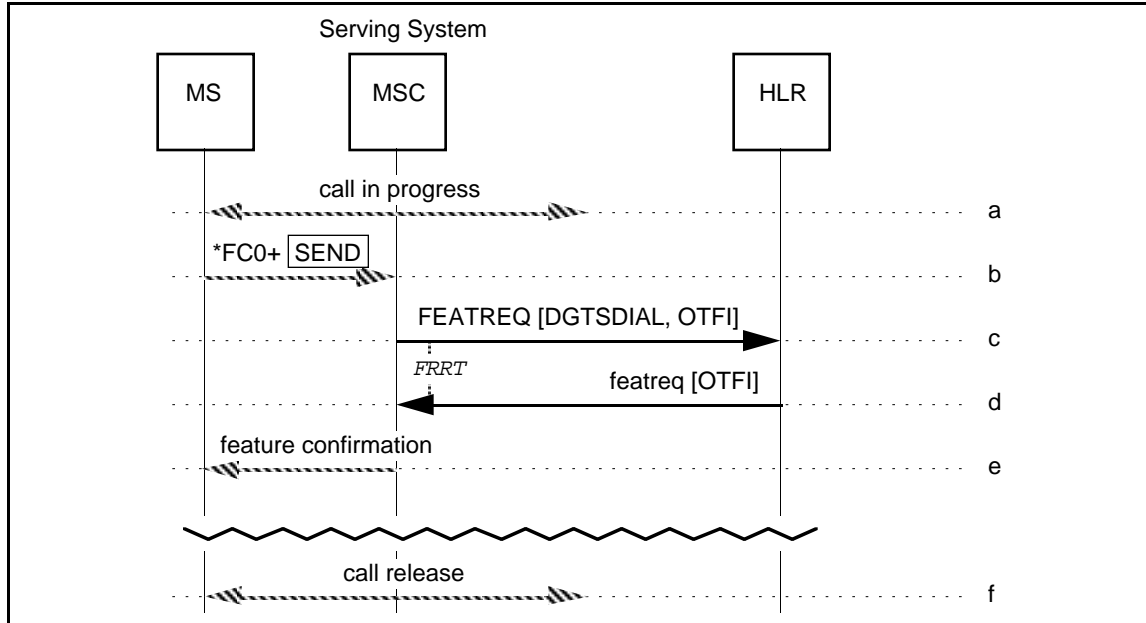 Serving System
MS
MSC
HLR
call in progress
a
*FC0+ SEND
b
FEATREQ [DGTSDIAL, OTFI]
c
FRRT
featreq [OTFI]
d
feature confirmation
e
call release
f